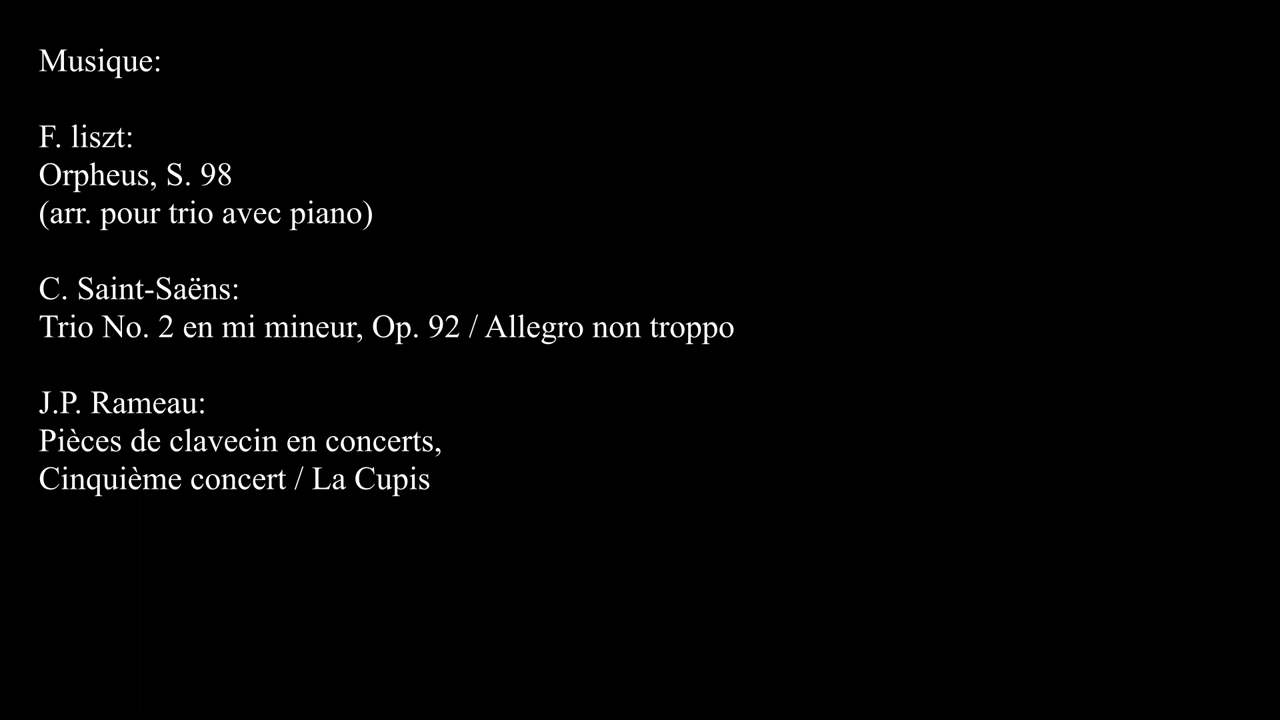 Musique:
F. liszt:
Orpheus, S. 98
(arr. pour trio avec piano)
C. Saint-Saëns:
Trio No. 2 en mi mineur, Op. 92 / Allegro non troppo
J.P. Rameau:
Pièces de clavecin en concerts,
Cinquième concert / La Cupis